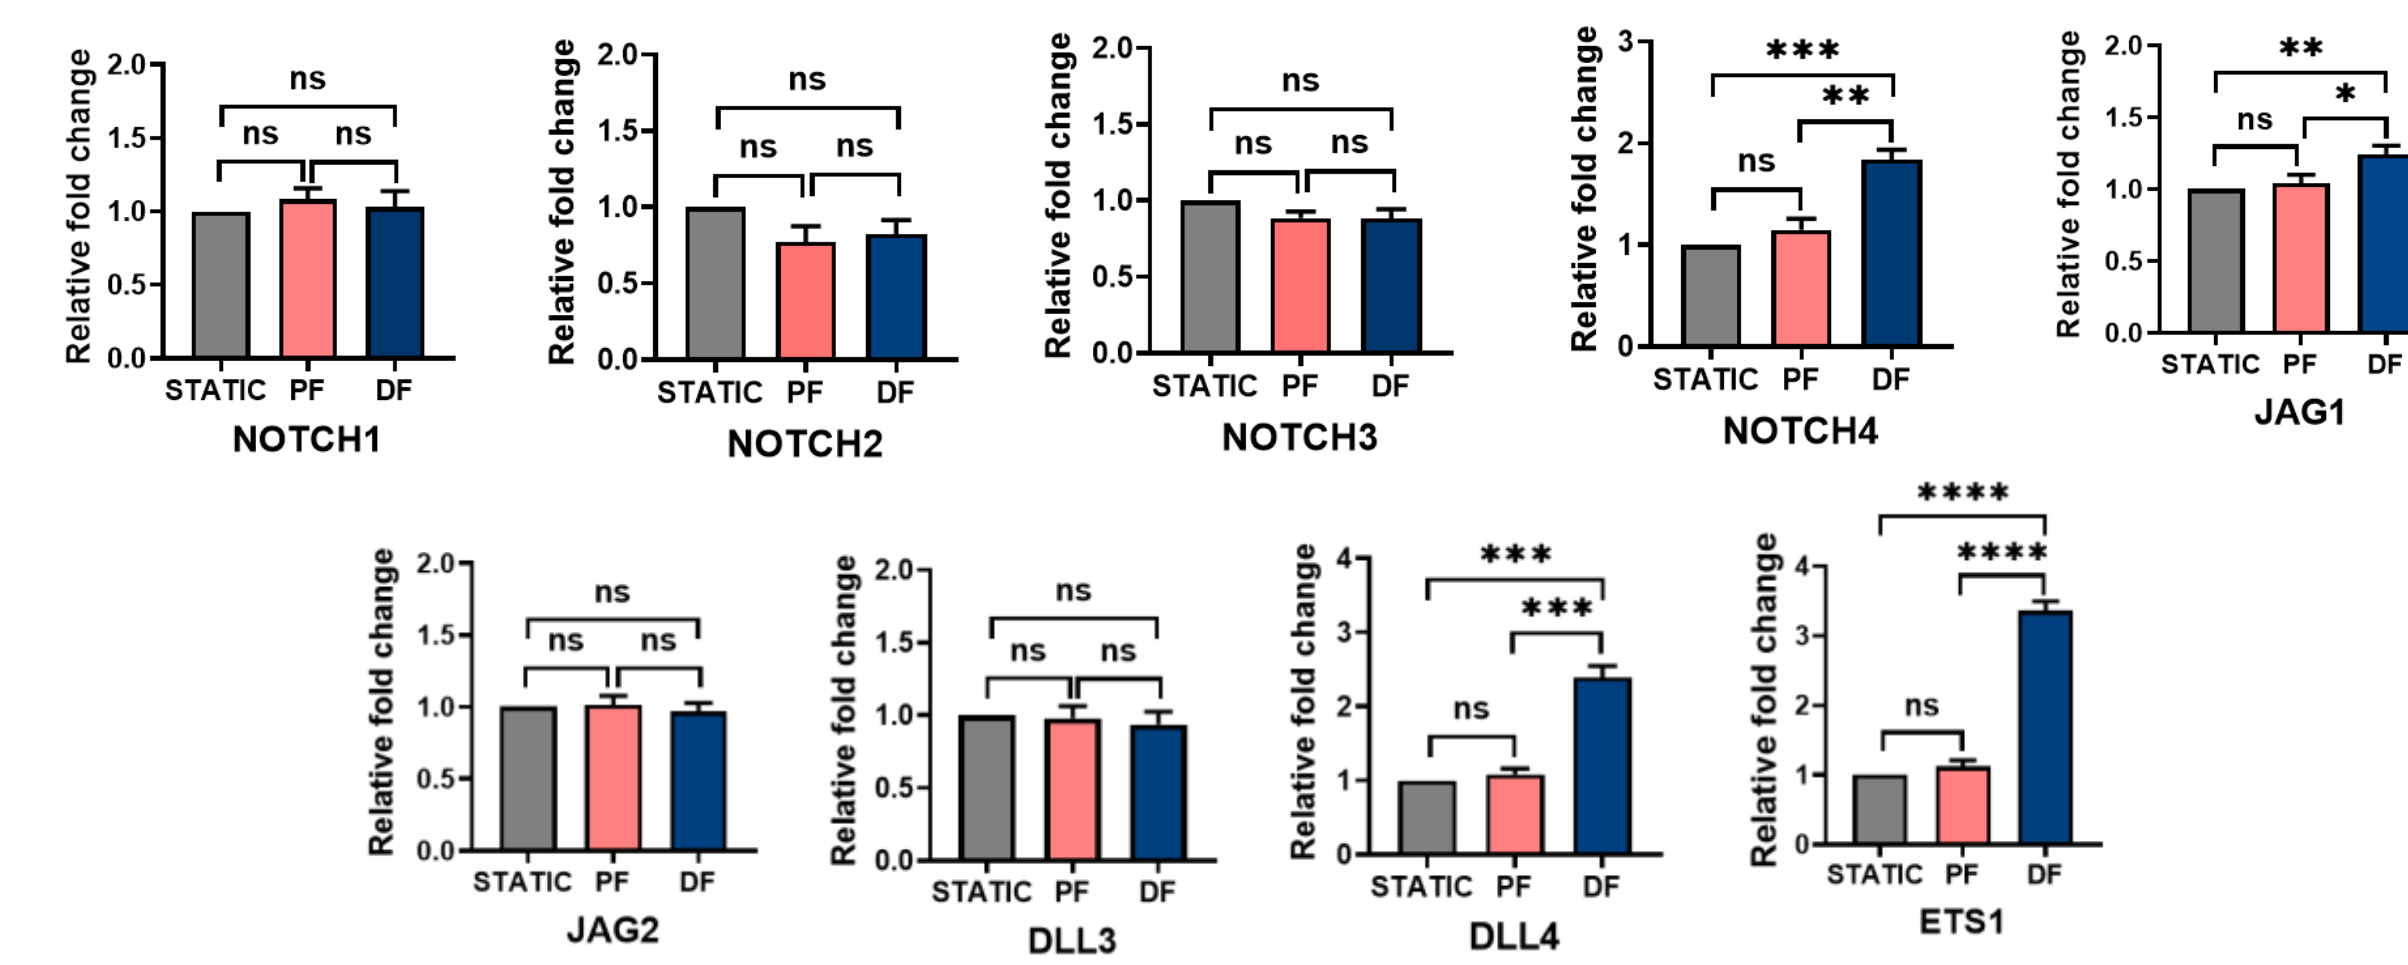 Relative fold change
2.0
1.5
1.0
0.5
0.0
ns
ns ns
STATIC PF DF
NOTCH1
Relative fold change
2.0
1.5
1.0
0.5
0.0
ns
ns ns
STATIC PF DF
NOTCH2
Relative fold change
2.0
1.5
1.0
0.5
0.0
ns
ns ns
STATIC PF DF
NOTCH3
Relative fold change
3
2
1
0
***
**
ns
STATIC PF DF
NOTCH4
Relative fold change
2.0
1.5
1.0
0.5
0.0
**
*
ns
STATIC PF DF
JAG1
Relative fold change
2.0
1.5
1.0
0.5
0.0
ns
ns ns
STATIC PF DF
JAG2
Relative fold change
2.0
1.5
1.0
0.5
0.0
ns
ns ns
STATIC PF DF
DLL3
Relative fold change
4
3
2
1
0
***
***
ns
STATIC PF DF
DLL4
Relative fold change
4
3
2
1
0
****
****
ns
STATIC PF DF
ETS1